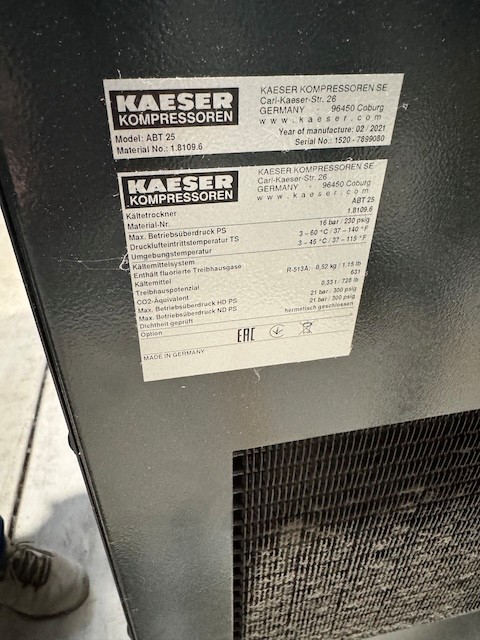 KAESER
KOMPRESSOREN
KAESER KOMPRESSOREN SE
Carl-Kaeser-Str. 26
GERMANY - 96450 Coburg
www.kaeser.com
Model: ABT 25
Year of manufacture: 02 / 2021
Material No.: 1.8109.6
Serial No.: 1520 - 7899080
KAESER
KOMPRESSOREN
KAESER KOMPRESSOREN SE
Carl-Kaeser-Str. 26
GERMANY - 96450 Coburg
www.kaeser.com
Kältetrockner ABT 25
Material-Nr. 1.8109.6
Max. Betriebsüberdruck PS 16 bar / 230 psig
Drucklufteintrittstemperatur TS 3 – 60 °C / 37 – 140 °F
Umgebungstemperatur 3 – 45 °C / 37 – 115 °F
Kältemittelsystem
Enthält fluorierte Treibhausgase
Kältemittel R-513A: 0,52 kg / 1.15 lb
Treibhauspotenzial 631
CO2-Äquivalent 0,33 t / 728 lb
Max. Betriebsüberdruck HD PS 21 bar / 300 psig
Max. Betriebsüberdruck ND PS 21 bar / 300 psig
Dichtheit geprüft hermetisch geschlossen
Option
EAC
MADE IN GERMANY